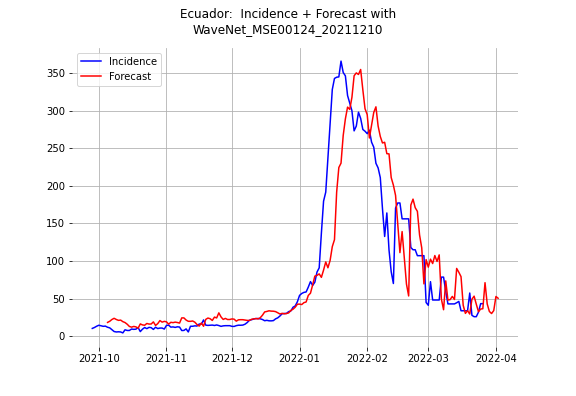 Ecuador:  Incidence + Forecast with
WaveNet_MSE00124_20211210
Incidence
Forecast
350
300
250
200
150
100
50
0
2021-10 2021-11 2021-12 2022-01 2022-02 2022-03 2022-04